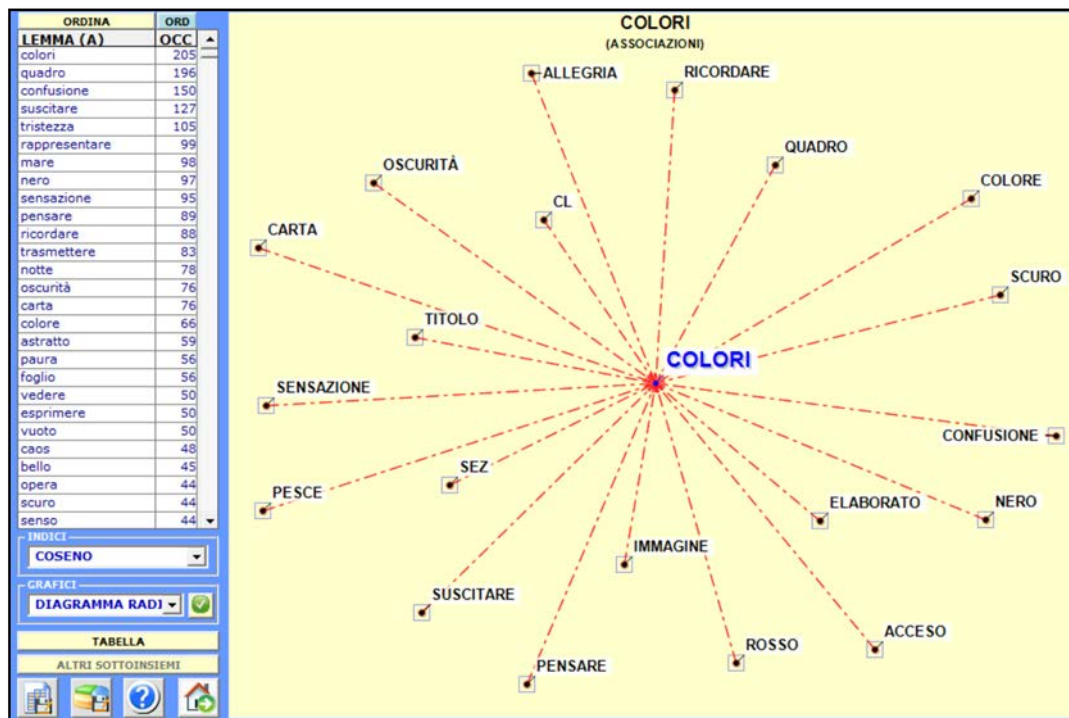 ORDINA ORD
LEMMA (A) OCC
colori 205
quadro 196
confusione 150
suscitare 127
tristezza 105
rappresentare 99
mare 98
nero 97
sensazione 95
pensare 89
ricordare 88
trasmettere 83
notte 78
oscurità 76
carta 76
colore 66
astratto 59
paura 56
foglio 56
vedere 50
esprimere 50
vuoto 50
caos 48
bello 45
opera 44
scuro 44
senso 44
INDICI
COSENO
GRAFICI
DIAGRAMMA RADI
TABELLA
ALTRI SOTTOINSIEMI
COLORI
(ASSOCIAZIONI)
ALLEGRIA
RICORDARE
QUADRO
OSCURITÀ
COLORE
CL
CARTA
SCURO
TITOLO
COLORI
SENSAZIONE
CONFUSIONE
SEZ
PESCE
ELABORATO
NERO
IMMAGINE
SUSCITARE
ACCESO
ROSSO
PENSARE